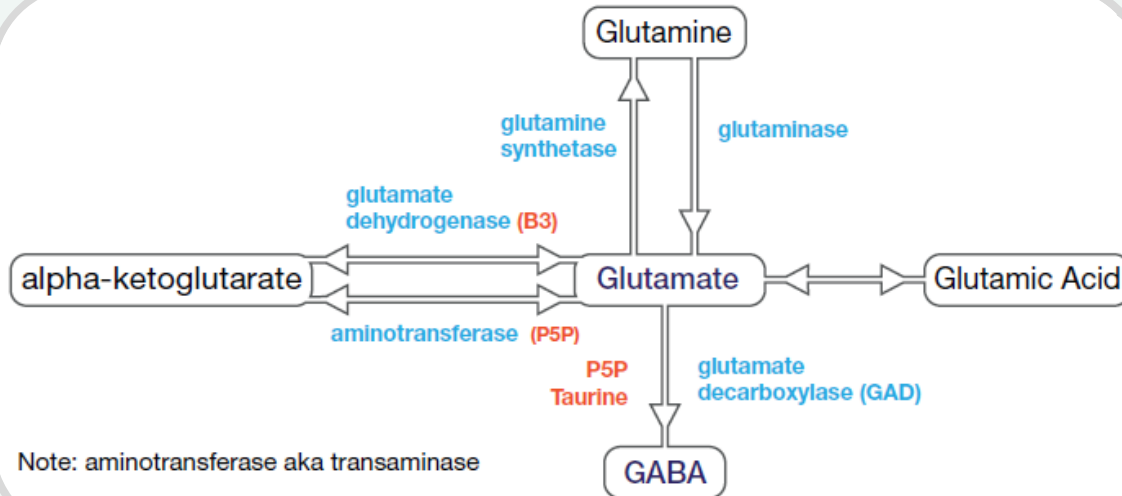 Glutamine
glutamine
synthetase
glutaminase
glutamate
dehydrogenase (B3)
alpha-ketoglutarate
Glutamate
Glutamic Acid
aminotransferase (P5P)
P5P
Taurine
glutamate
decarboxylase (GAD)
Note: aminotransferase aka transaminase
GABA